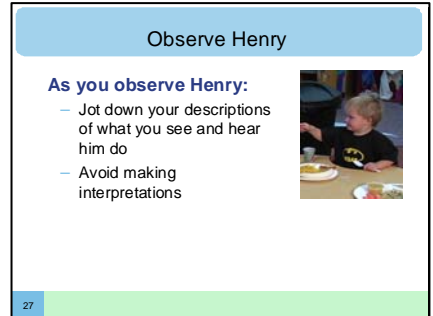 Observe Henry
As you observe Henry:
– Jot down your descriptions
of what you see and hear
him do
– Avoid making
interpretations
27